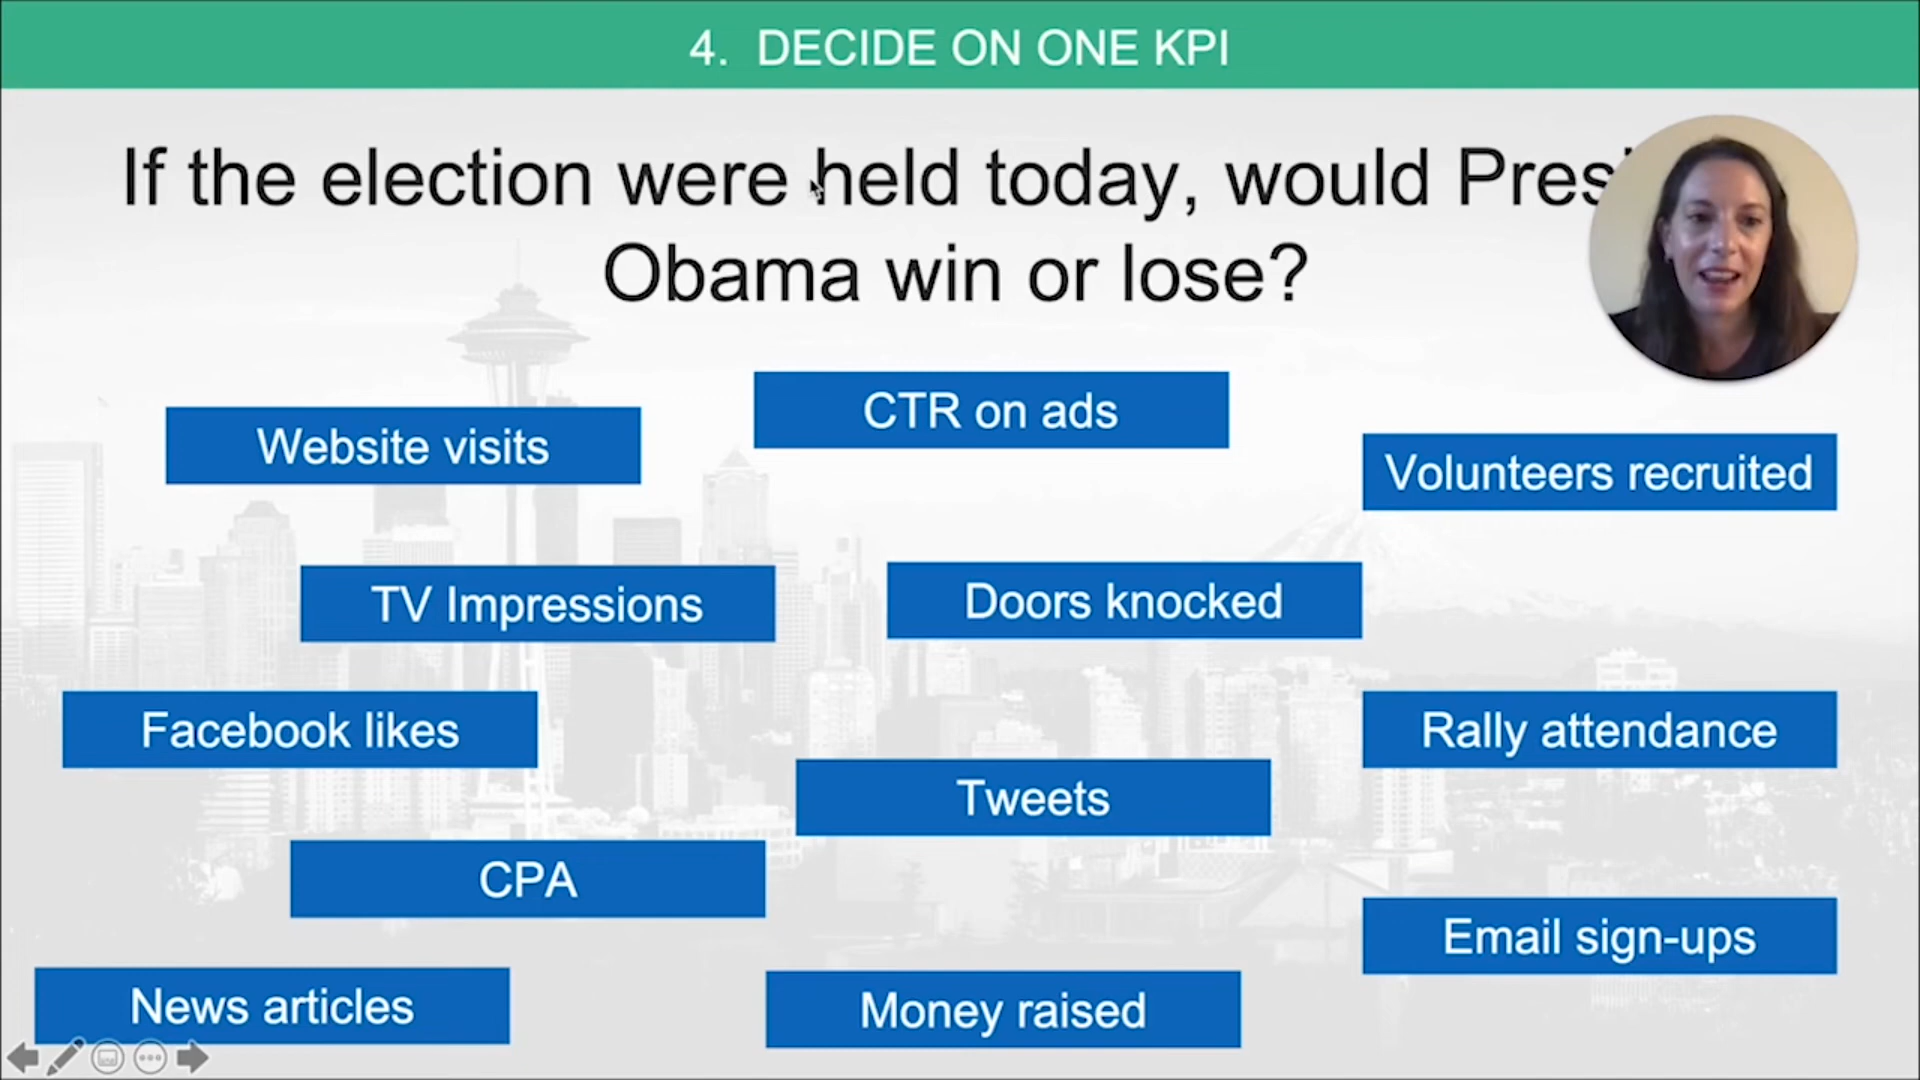 4. DECIDE ON ONE KPI
If the election were held today, would Presi
Obama win or lose?
CTR on ads
Website visits
Volunteers recruited
TV Impressions
Doors knocked
Facebook likes
Rally attendance
Tweets
CPA
Email sign-ups
News articles
Money raised